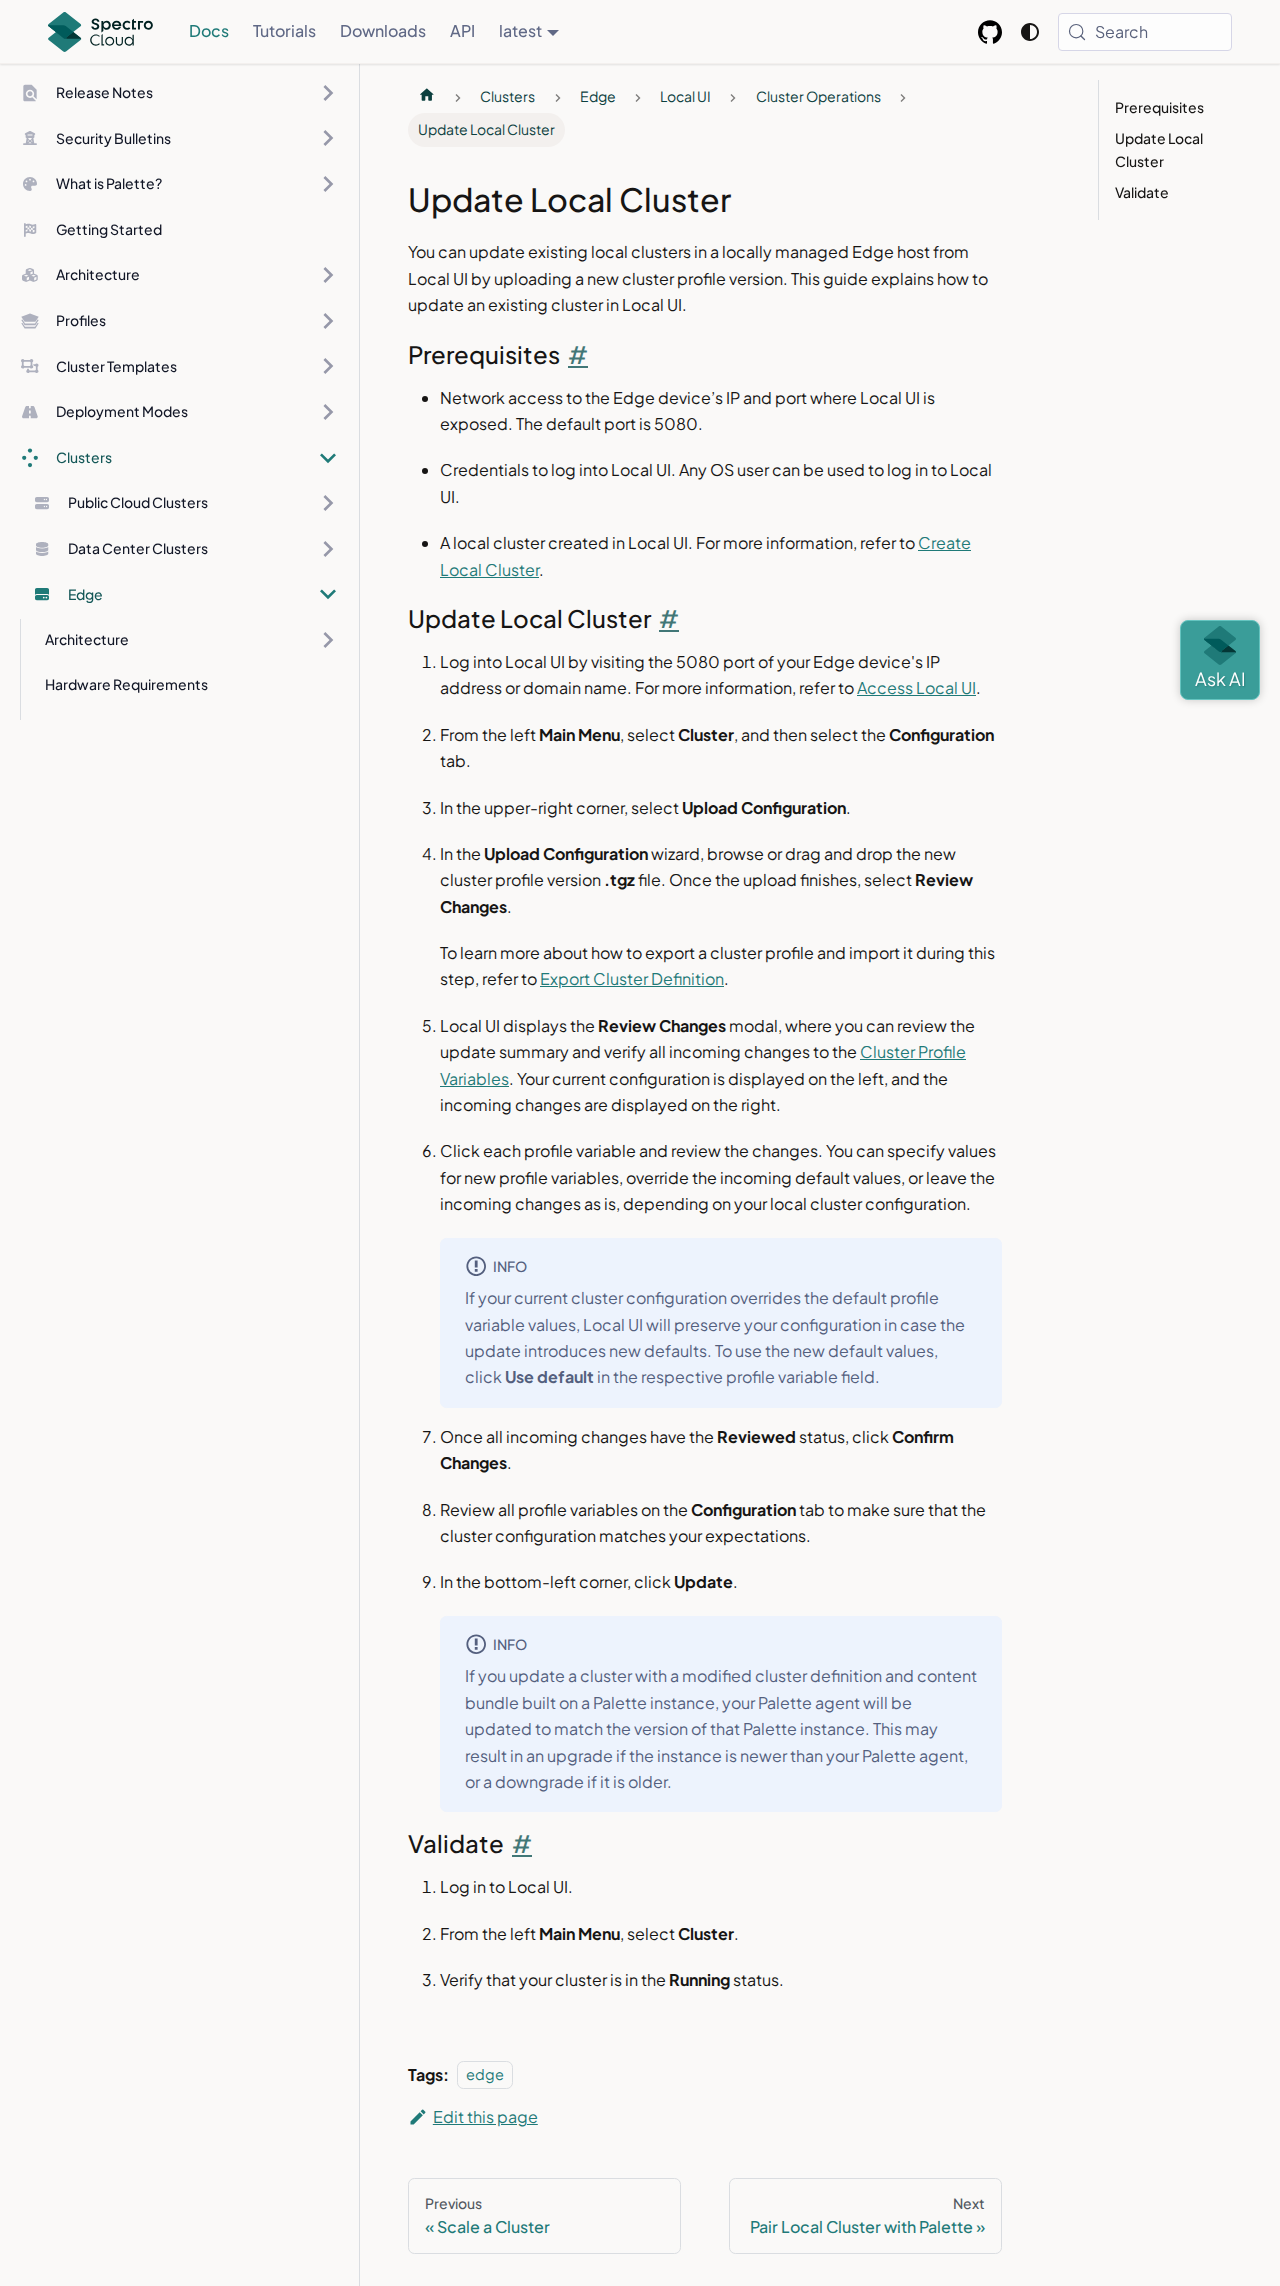 Spectro Cloud
Docs
Tutorials
Downloads
API
latest
Search
Release Notes
Security Bulletins
What is Palette?
Getting Started
Architecture
Profiles
Cluster Templates
Deployment Modes
Clusters
Public Cloud Clusters
Data Center Clusters
Edge
Architecture
Hardware Requirements
Clusters
Edge
Local UI
Cluster Operations
Update Local Cluster
Update Local Cluster
You can update existing local clusters in a locally managed Edge host from
Local UI by uploading a new cluster profile version. This guide explains how to
update an existing cluster in Local UI.
Prerequisites #
Network access to the Edge device’s IP and port where Local UI is
exposed. The default port is 5080.
Credentials to log into Local UI. Any OS user can be used to log in to Local
UI.
A local cluster created in Local UI. For more information, refer to Create
Local Cluster.
Update Local Cluster #
1. Log into Local UI by visiting the 5080 port of your Edge device's IP
address or domain name. For more information, refer to Access Local UI.
2. From the left Main Menu, select Cluster, and then select the Configuration
tab.
3. In the upper-right corner, select Upload Configuration.
4. In the Upload Configuration wizard, browse or drag and drop the new
cluster profile version .tgz file. Once the upload finishes, select Review
Changes.
To learn more about how to export a cluster profile and import it during this
step, refer to Export Cluster Definition.
5. Local UI displays the Review Changes modal, where you can review the
update summary and verify all incoming changes to the Cluster Profile
Variables. Your current configuration is displayed on the left, and the
incoming changes are displayed on the right.
6. Click each profile variable and review the changes. You can specify values
for new profile variables, override the incoming default values, or leave the
incoming changes as is, depending on your local cluster configuration.
INFO
If your current cluster configuration overrides the default profile
variable values, Local UI will preserve your configuration in case the
update introduces new defaults. To use the new default values,
click Use default in the respective profile variable field.
7. Once all incoming changes have the Reviewed status, click Confirm
Changes.
8. Review all profile variables on the Configuration tab to make sure that the
cluster configuration matches your expectations.
9. In the bottom-left corner, click Update.
INFO
If you update a cluster with a modified cluster definition and content
bundle built on a Palette instance, your Palette agent will be
updated to match the version of that Palette instance. This may
result in an upgrade if the instance is newer than your Palette agent,
or a downgrade if it is older.
Validate #
1. Log in to Local UI.
2. From the left Main Menu, select Cluster.
3. Verify that your cluster is in the Running status.
Tags: edge
Edit this page
Previous
« Scale a Cluster
Next
Pair Local Cluster with Palette »
Prerequisites
Update Local
Cluster
Validate
Ask AI